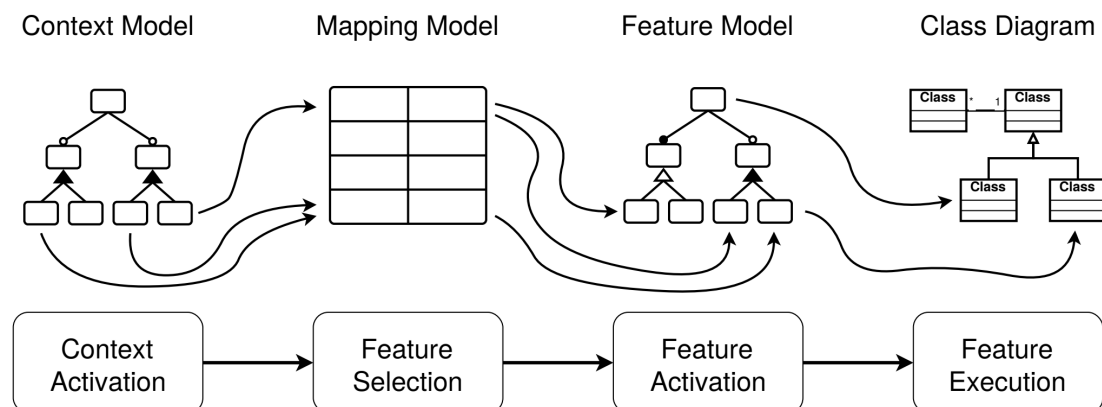 Context Model
Mapping Model
Feature Model
Class Diagram
Class
* 1
Class
Class
Class
Context
Activation
Feature
Selection
Feature
Activation
Feature
Execution